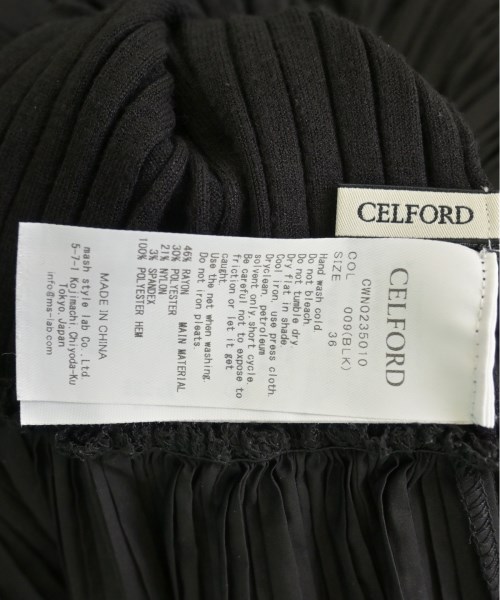 CELFORD
CELFORD
CWNO235010
COL 009(BLK)
SIZE 36
Hand wash cold.
Do not bleach.
Do not tumble dry.
Dry flat in shade.
Cool iron, use press cloth.
Dryclean, petroleum
solvent only, short cycle.
Be careful not to expose to
friction or let it get
caught.
Use the net when washing.
Do not iron pleats.
46% RAYON MAIN MATERIAL
30% POLYESTER
21% NYLON
3% SPANDEX
100% POLYESTER HEM
MADE IN CHINA
mash style lab Co .Ltd.
5-7-1 Kojimachi,Chiyoda-Ku
Tokyo,Japan
info@ms-lab.com